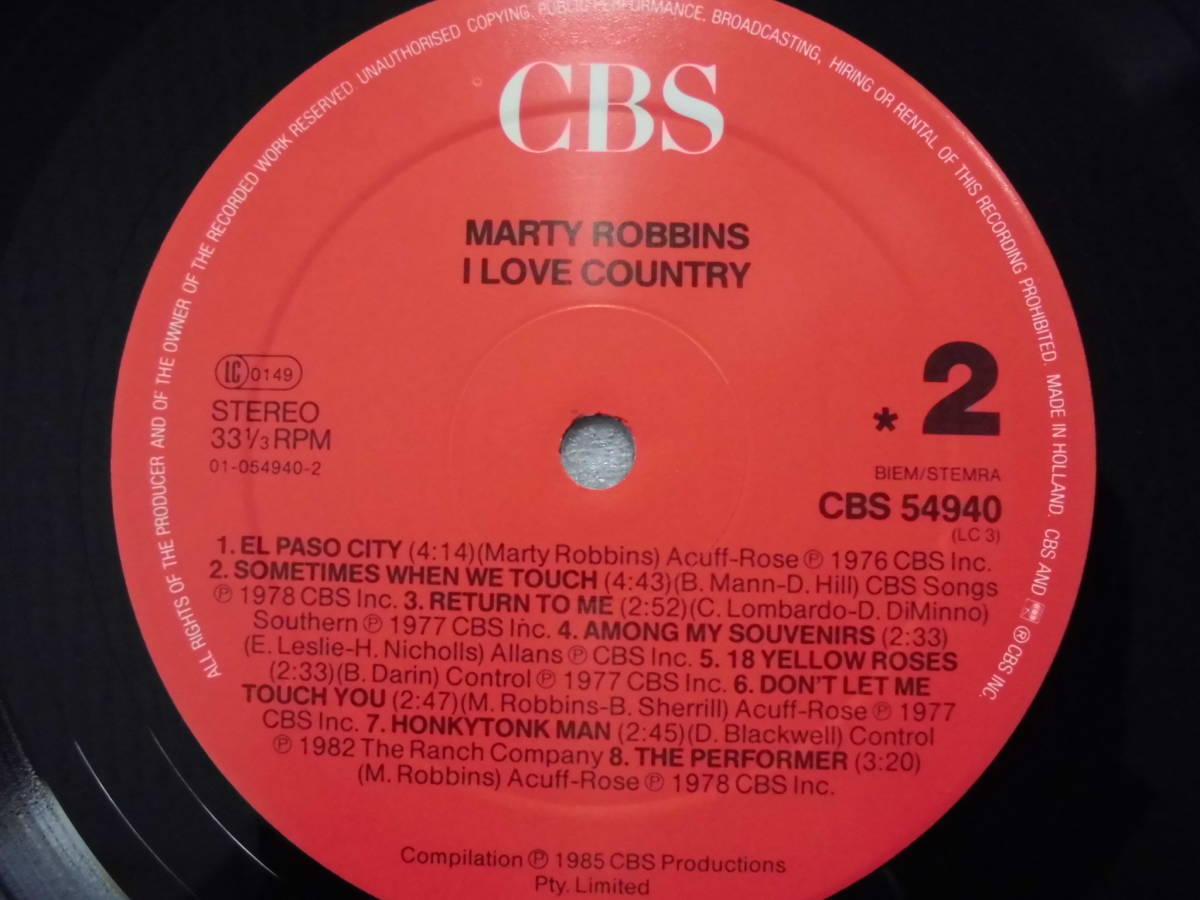 ALL RIGHTS OF THE PRODUCER AND OF THE OWNER OF THE RECORDED WORK RESERVED. UNAUTHORISED COPYING, PUBLIC PERFORMANCE, BROADCASTING, HIRING OR RENTAL OF THIS RECORDING PROHIBITED. MADE IN HOLLAND. CBS AND ® CBS INC.
CBS
MARTY ROBBINS
I LOVE COUNTRY
LC 0149
STEREO
33 1/3 RPM
01-054940-2
* 2
BIEM/STEMRA
CBS 54940
(LC 3)
1. EL PASO CITY (4:14)(Marty Robbins) Acuff-Rose ℗ 1976 CBS Inc.
2. SOMETIMES WHEN WE TOUCH (4:43)(B. Mann-D. Hill) CBS Songs
℗ 1978 CBS Inc. 3. RETURN TO ME (2:52)(C. Lombardo-D. DiMinno)
Southern ℗ 1977 CBS Inc. 4. AMONG MY SOUVENIRS (2:33)
(E. Leslie-H. Nicholls) Allans ℗ CBS Inc. 5. 18 YELLOW ROSES
(2:33)(B. Darin) Control ℗ 1977 CBS Inc. 6. DON'T LET ME
TOUCH YOU (2:47)(M. Robbins-B. Sherrill) Acuff-Rose ℗ 1977
CBS Inc. 7. HONKYTONK MAN (2:45)(D. Blackwell) Control
℗ 1982 The Ranch Company 8. THE PERFORMER (3:20)
(M. Robbins) Acuff-Rose ℗ 1978 CBS Inc.
Compilation ℗ 1985 CBS Productions
Pty. Limited